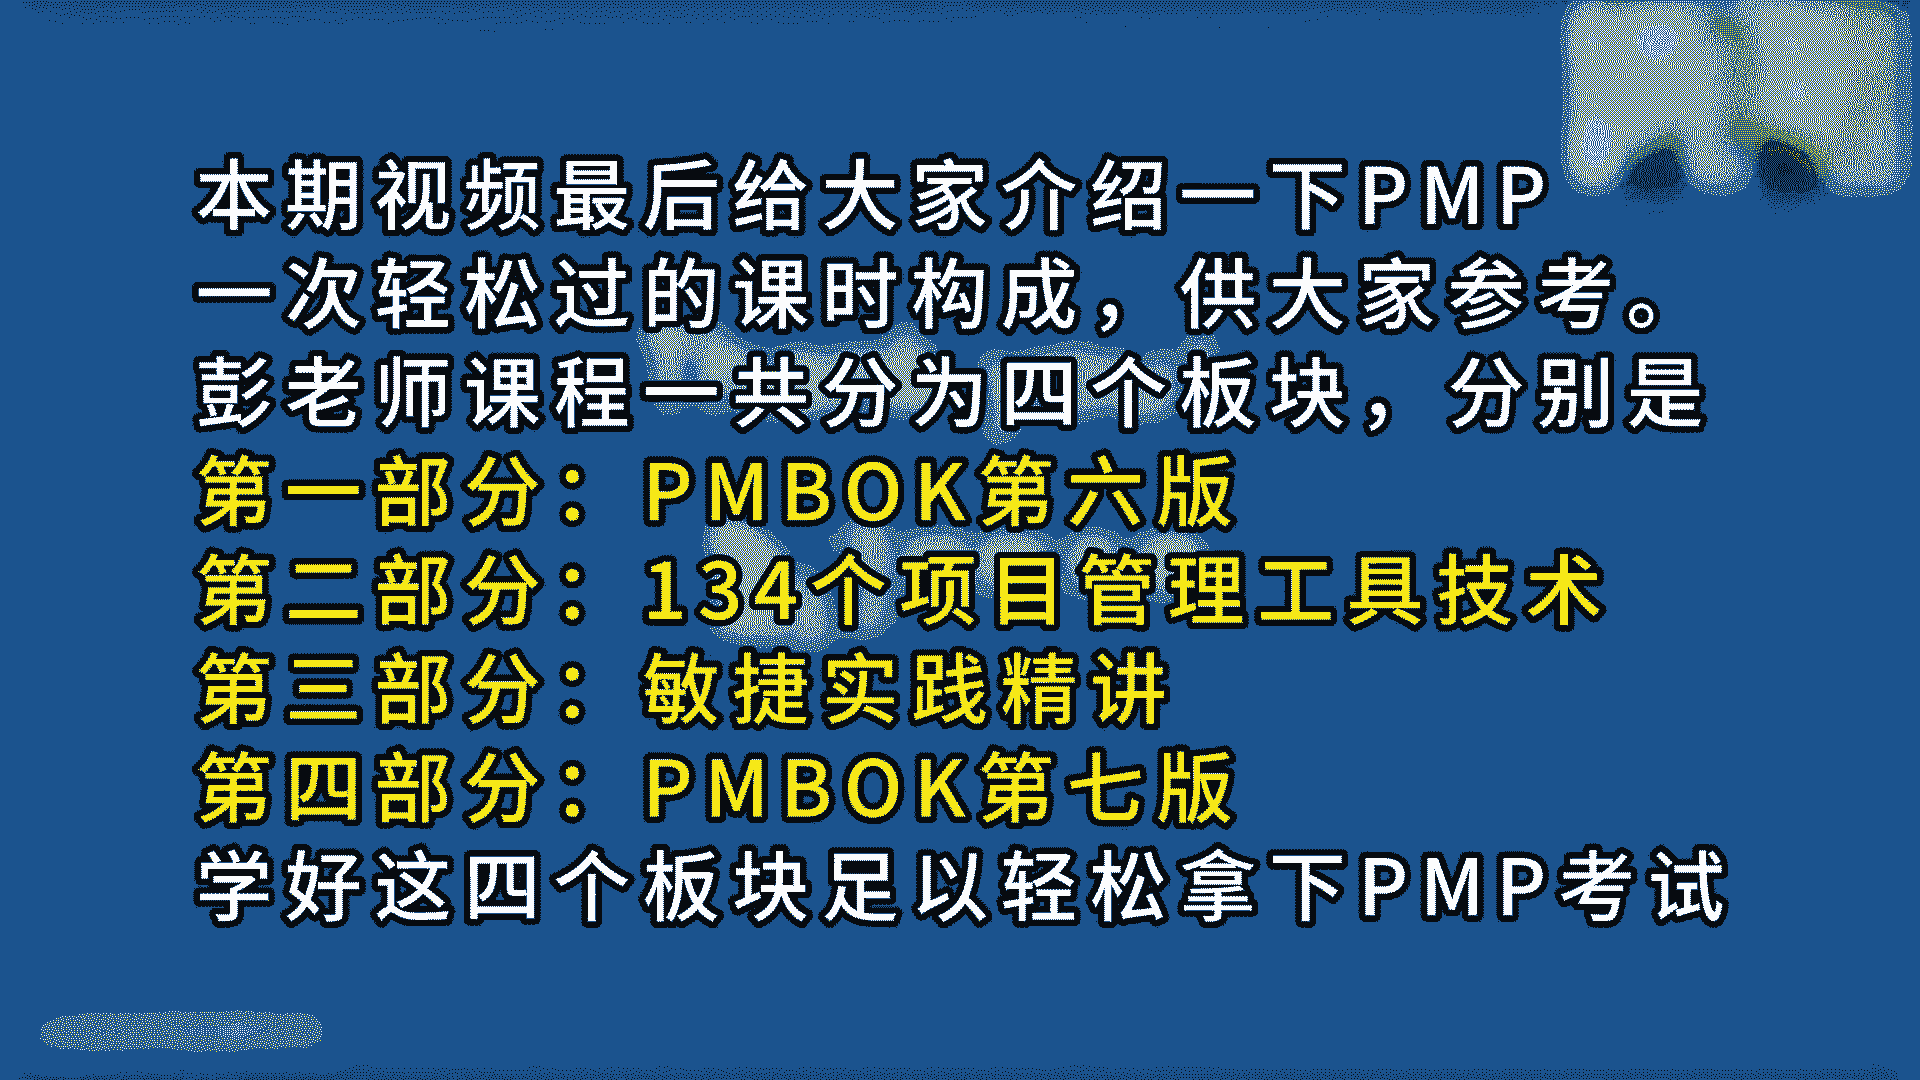 本期视频最后给大家介绍一下PMP
一次轻松过的课时构成，供大家参考。
彭老师课程一共分为四个板块，分别是
第一部分：PMBOK第六版
第二部分：134个项目管理工具技术
第三部分：敏捷实践精讲
第四部分：PMBOK第七版
学好这四个板块足以轻松拿下PMP考试